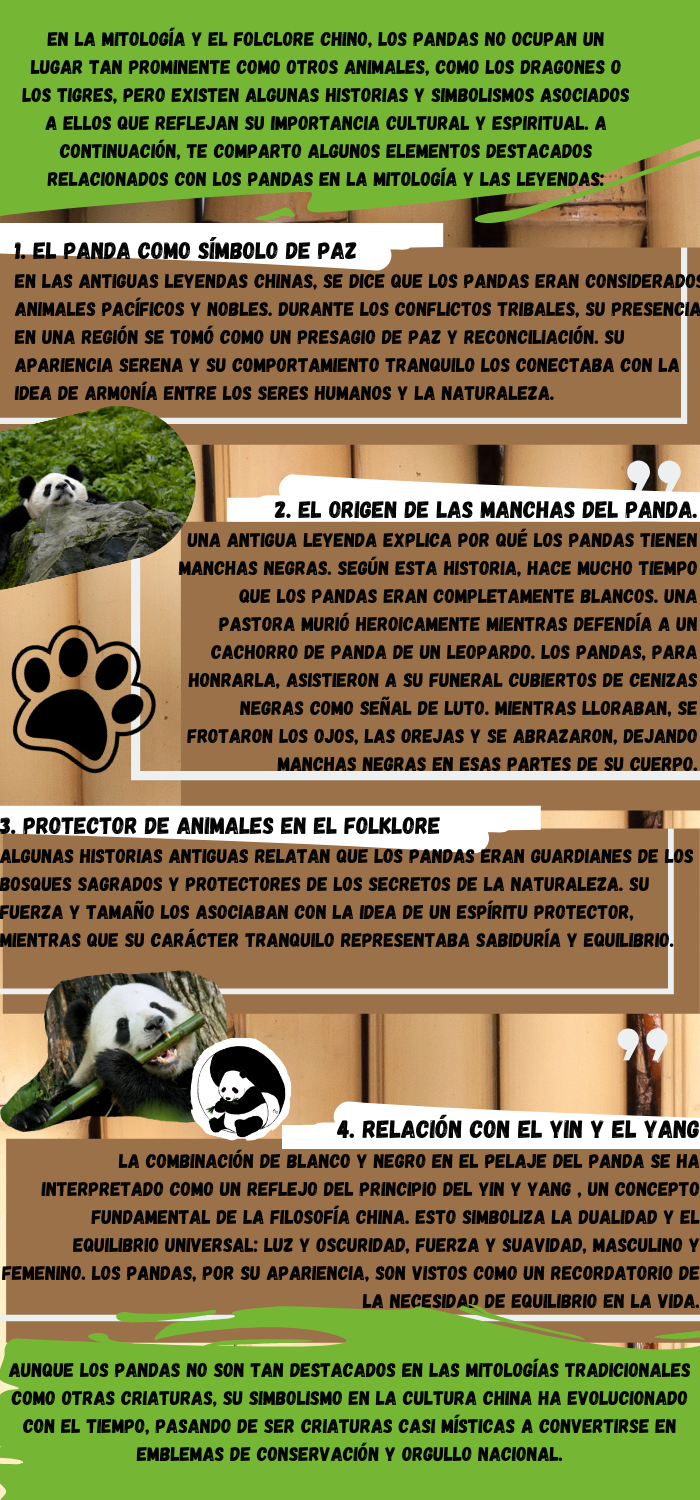 EN LA MITOLOGÍA Y EL FOLCLORE CHINO, LOS PANDAS NO OCUPAN UN
LUGAR TAN PROMINENTE COMO OTROS ANIMALES, COMO LOS DRAGONES O
LOS TIGRES, PERO EXISTEN ALGUNAS HISTORIAS Y SIMBOLISMOS ASOCIADOS
A ELLOS QUE REFLEJAN SU IMPORTANCIA CULTURAL Y ESPIRITUAL. A
CONTINUACIÓN, TE COMPARTO ALGUNOS ELEMENTOS DESTACADOS
RELACIONADOS CON LOS PANDAS EN LA MITOLOGÍA Y LAS LEYENDAS:
1. EL PANDA COMO SÍMBOLO DE PAZ
EN LAS ANTIGUAS LEYENDAS CHINAS, SE DICE QUE LOS PANDAS ERAN CONSIDERADOS
ANIMALES PACÍFICOS Y NOBLES. DURANTE LOS CONFLICTOS TRIBALES, SU PRESENCIA
EN UNA REGIÓN SE TOMÓ COMO UN PRESAGIO DE PAZ Y RECONCILIACIÓN. SU
APARIENCIA SERENA Y SU COMPORTAMIENTO TRANQUILO LOS CONECTABA CON LA
IDEA DE ARMONÍA ENTRE LOS SERES HUMANOS Y LA NATURALEZA.
2. EL ORIGEN DE LAS MANCHAS DEL PANDA.
UNA ANTIGUA LEYENDA EXPLICA POR QUÉ LOS PANDAS TIENEN
MANCHAS NEGRAS. SEGÚN ESTA HISTORIA, HACE MUCHO TIEMPO
QUE LOS PANDAS ERAN COMPLETAMENTE BLANCOS. UNA
PASTORA MURIÓ HEROICAMENTE MIENTRAS DEFENDÍA A UN
CACHORRO DE PANDA DE UN LEOPARDO. LOS PANDAS, PARA
HONRARLA, ASISTIERON A SU FUNERAL CUBIERTOS DE CENIZAS
NEGRAS COMO SEÑAL DE LUTO. MIENTRAS LLORABAN, SE
FROTARON LOS OJOS, LAS OREJAS Y SE ABRAZARON, DEJANDO
MANCHAS NEGRAS EN ESAS PARTES DE SU CUERPO.
3. PROTECTOR DE ANIMALES EN EL FOLKLORE
ALGUNAS HISTORIAS ANTIGUAS RELATAN QUE LOS PANDAS ERAN GUARDIANES DE LOS
BOSQUES SAGRADOS Y PROTECTORES DE LOS SECRETOS DE LA NATURALEZA. SU
FUERZA Y TAMAÑO LOS ASOCIABAN CON LA IDEA DE UN ESPÍRITU PROTECTOR,
MIENTRAS QUE SU CARÁCTER TRANQUILO REPRESENTABA SABIDURÍA Y EQUILIBRIO.
4. RELACIÓN CON EL YIN Y EL YANG
LA COMBINACIÓN DE BLANCO Y NEGRO EN EL PELAJE DEL PANDA SE HA
INTERPRETADO COMO UN REFLEJO DEL PRINCIPIO DEL YIN Y YANG , UN CONCEPTO
FUNDAMENTAL DE LA FILOSOFÍA CHINA. ESTO SIMBOLIZA LA DUALIDAD Y EL
EQUILIBRIO UNIVERSAL: LUZ Y OSCURIDAD, FUERZA Y SUAVIDAD, MASCULINO Y
FEMENINO. LOS PANDAS, POR SU APARIENCIA, SON VISTOS COMO UN RECORDATORIO DE
LA NECESIDAD DE EQUILIBRIO EN LA VIDA.
AUNQUE LOS PANDAS NO SON TAN DESTACADOS EN LAS MITOLOGÍAS TRADICIONALES
COMO OTRAS CRIATURAS, SU SIMBOLISMO EN LA CULTURA CHINA HA EVOLUCIONADO
CON EL TIEMPO, PASANDO DE SER CRIATURAS CASI MÍSTICAS A CONVERTIRSE EN
EMBLEMAS DE CONSERVACIÓN Y ORGULLO NACIONAL.